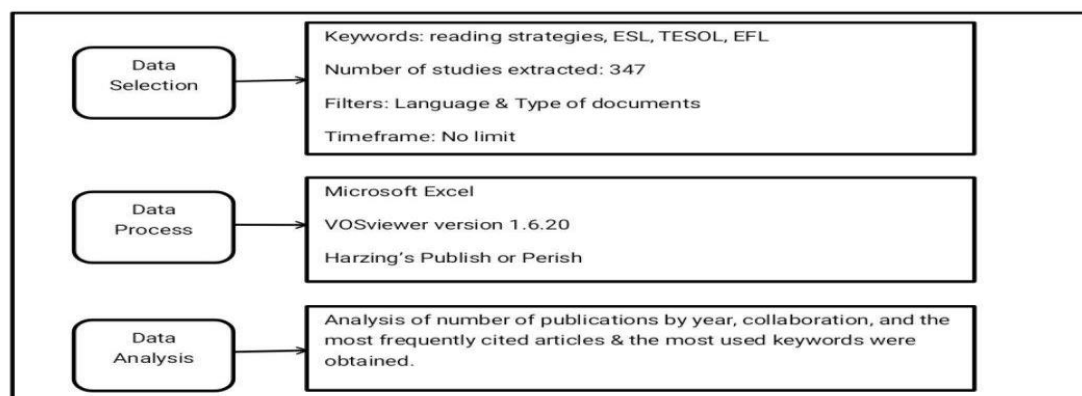 Data
Selection
Keywords: reading strategies, ESL, TESOL, EFL
Number of studies extracted: 347
Filters: Language & Type of documents
Timeframe: No limit
Data
Process
Microsoft Excel
VOSviewer version 1.6.20
Harzing's Publish or Perish
Data
Analysis
Analysis of number of publications by year, collaboration, and the
most frequently cited articles & the most used keywords were
obtained.